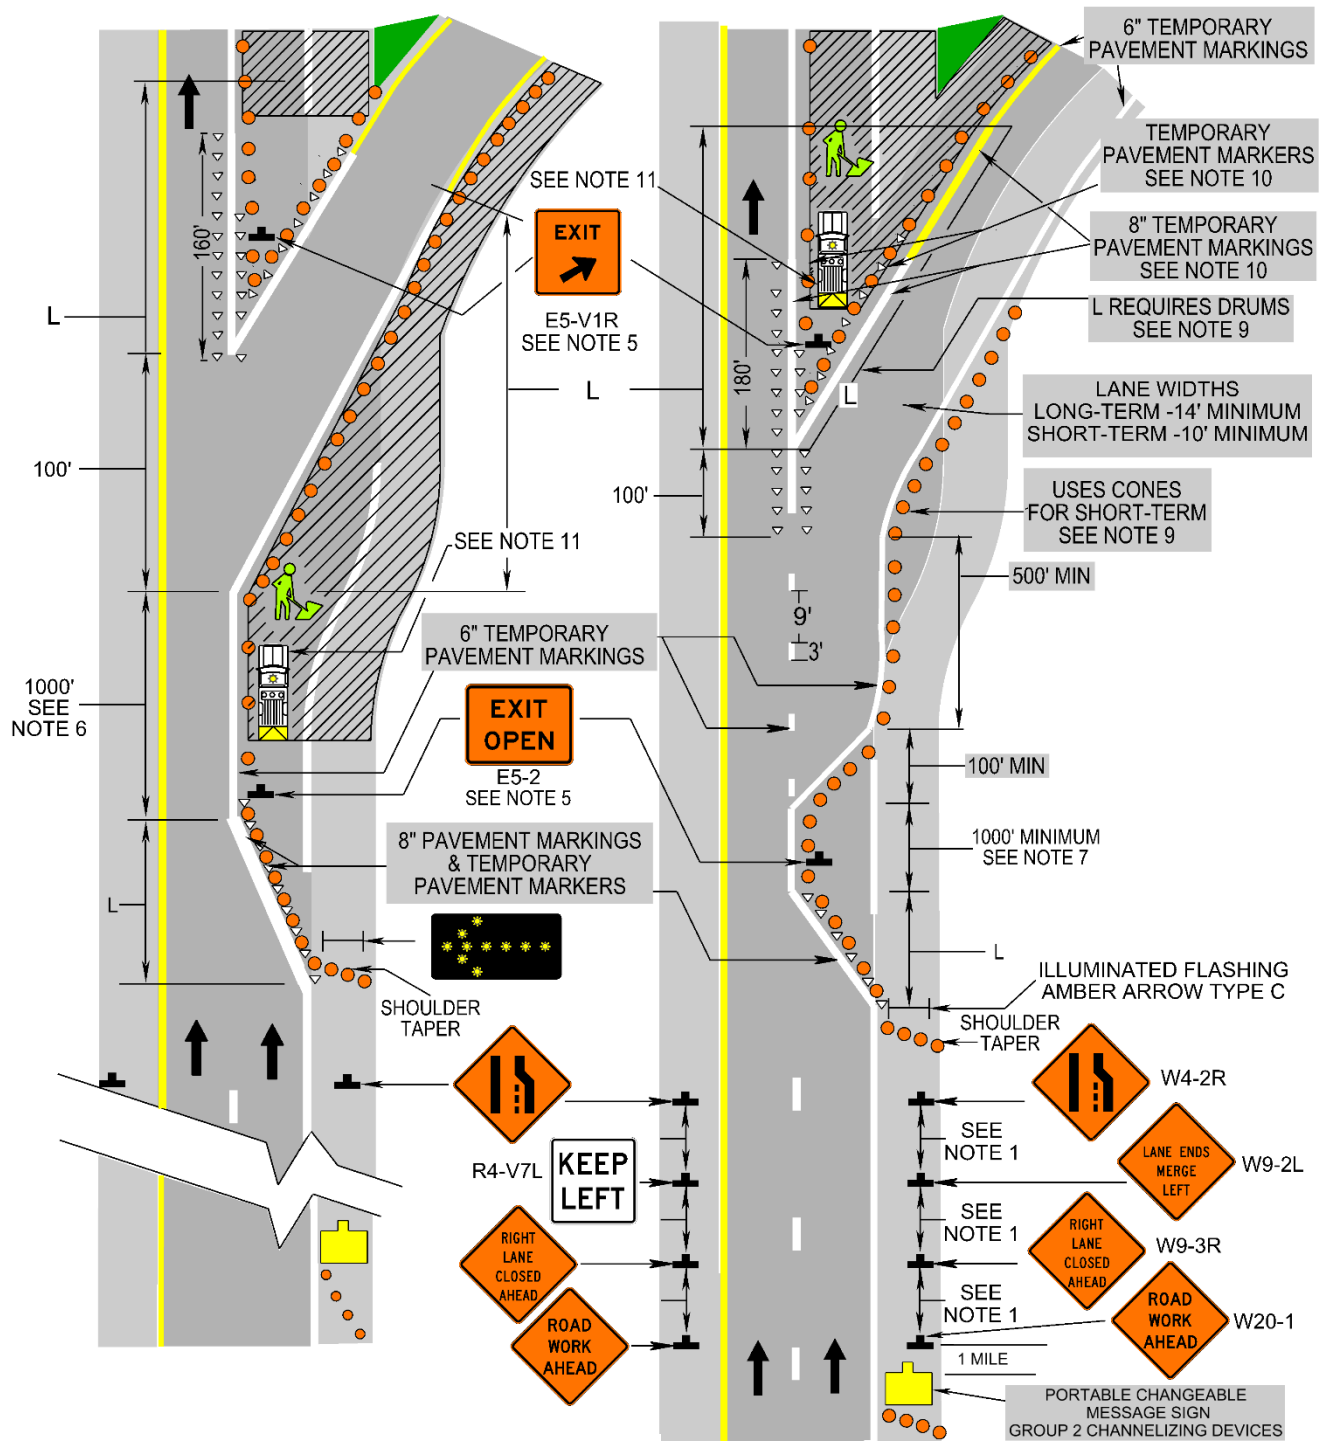 6" TEMPORARY
PAVEMENT MARKINGS
TEMPORARY
PAVEMENT MARKERS
SEE NOTE 10
SEE NOTE 11
8" TEMPORARY
PAVEMENT MARKINGS
SEE NOTE 10
160'
EXIT
E5-V1R
SEE NOTE 5
L
L REQUIRES DRUMS
SEE NOTE 9
180'
L
L
LANE WIDTHS
LONG-TERM -14' MINIMUM
SHORT-TERM -10' MINIMUM
100'
100'
USES CONES
FOR SHORT-TERM
SEE NOTE 9
SEE NOTE 11
500' MIN
9'
3'
6" TEMPORARY
PAVEMENT MARKINGS
1000'
SEE
NOTE 6
EXIT
OPEN
E5-2
SEE NOTE 5
100' MIN
1000' MINIMUM
SEE NOTE 7
8" PAVEMENT MARKINGS
& TEMPORARY
PAVEMENT MARKERS
L
L
ILLUMINATED FLASHING
AMBER ARROW TYPE C
SHOULDER
TAPER
SHOULDER
TAPER
W4-2R
SEE
NOTE 1
LANE ENDS
MERGE
LEFT
W9-2L
R4-V7L
KEEP
LEFT
SEE
NOTE 1
RIGHT
LANE
CLOSED
AHEAD
RIGHT
LANE
CLOSED
AHEAD
W9-3R
SEE
NOTE 1
ROAD
WORK
AHEAD
ROAD
WORK
AHEAD
W20-1
1 MILE
PORTABLE CHANGEABLE
MESSAGE SIGN
GROUP 2 CHANNELIZING DEVICES